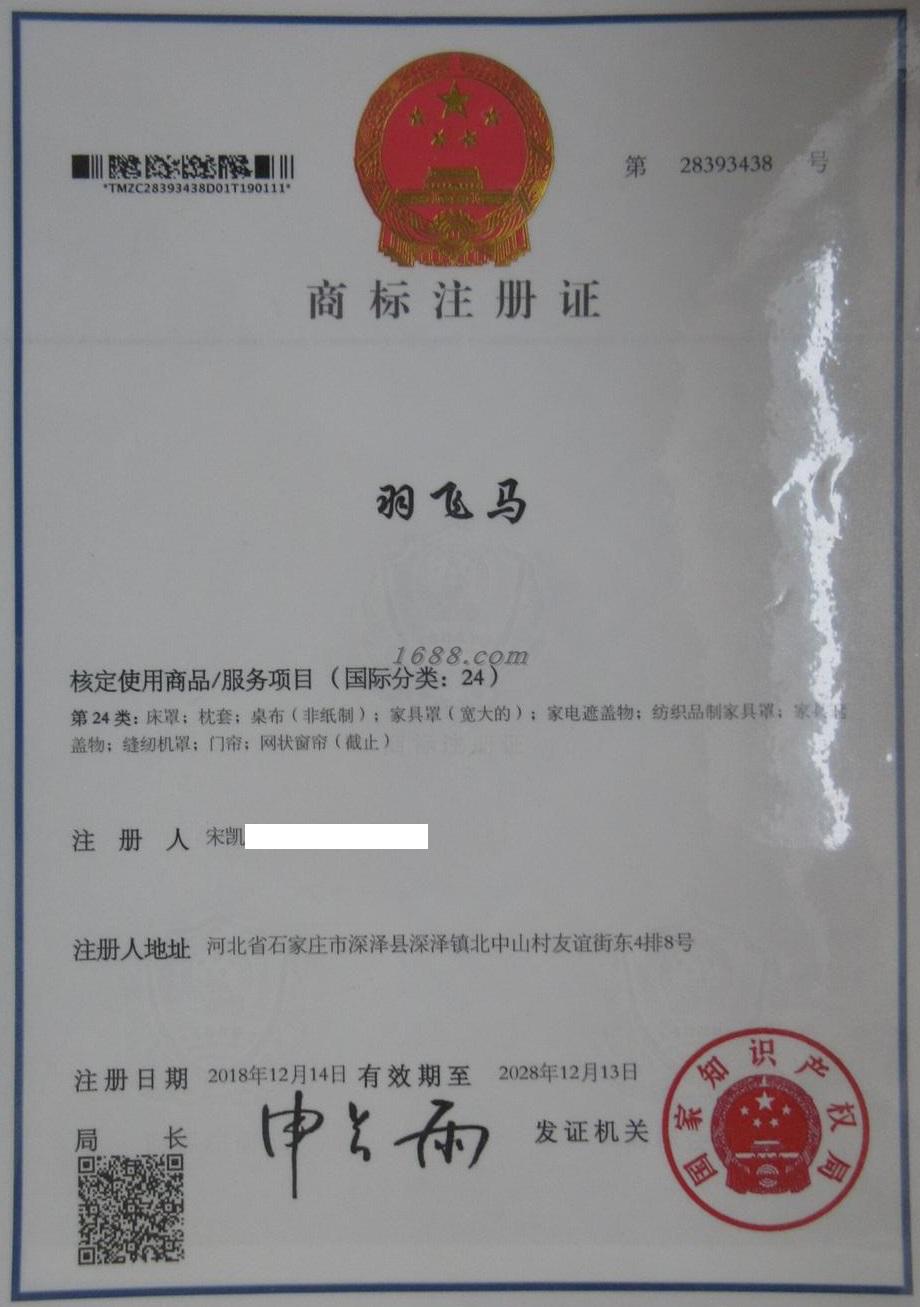 第 28393438 号
*TMZC28393438D01T190111*
商标注册证
羽飞马
1688.com
核定使用商品/服务项目（国际分类：24）
第24类：床罩；枕套；桌布（非纸制）；家具罩（宽大的）；家电遮盖物；纺织品制家具罩；家具遮
盖物；缝纫机罩；门帘；网状窗帘（截止）
注册人 宋凯
注册人地址 河北省石家庄市深泽县深泽镇北中山村友谊街东4排8号
注册日期 2018年12月14日 有效期至 2028年12月13日
局长 申长雨 发证机关
国家知识产权局